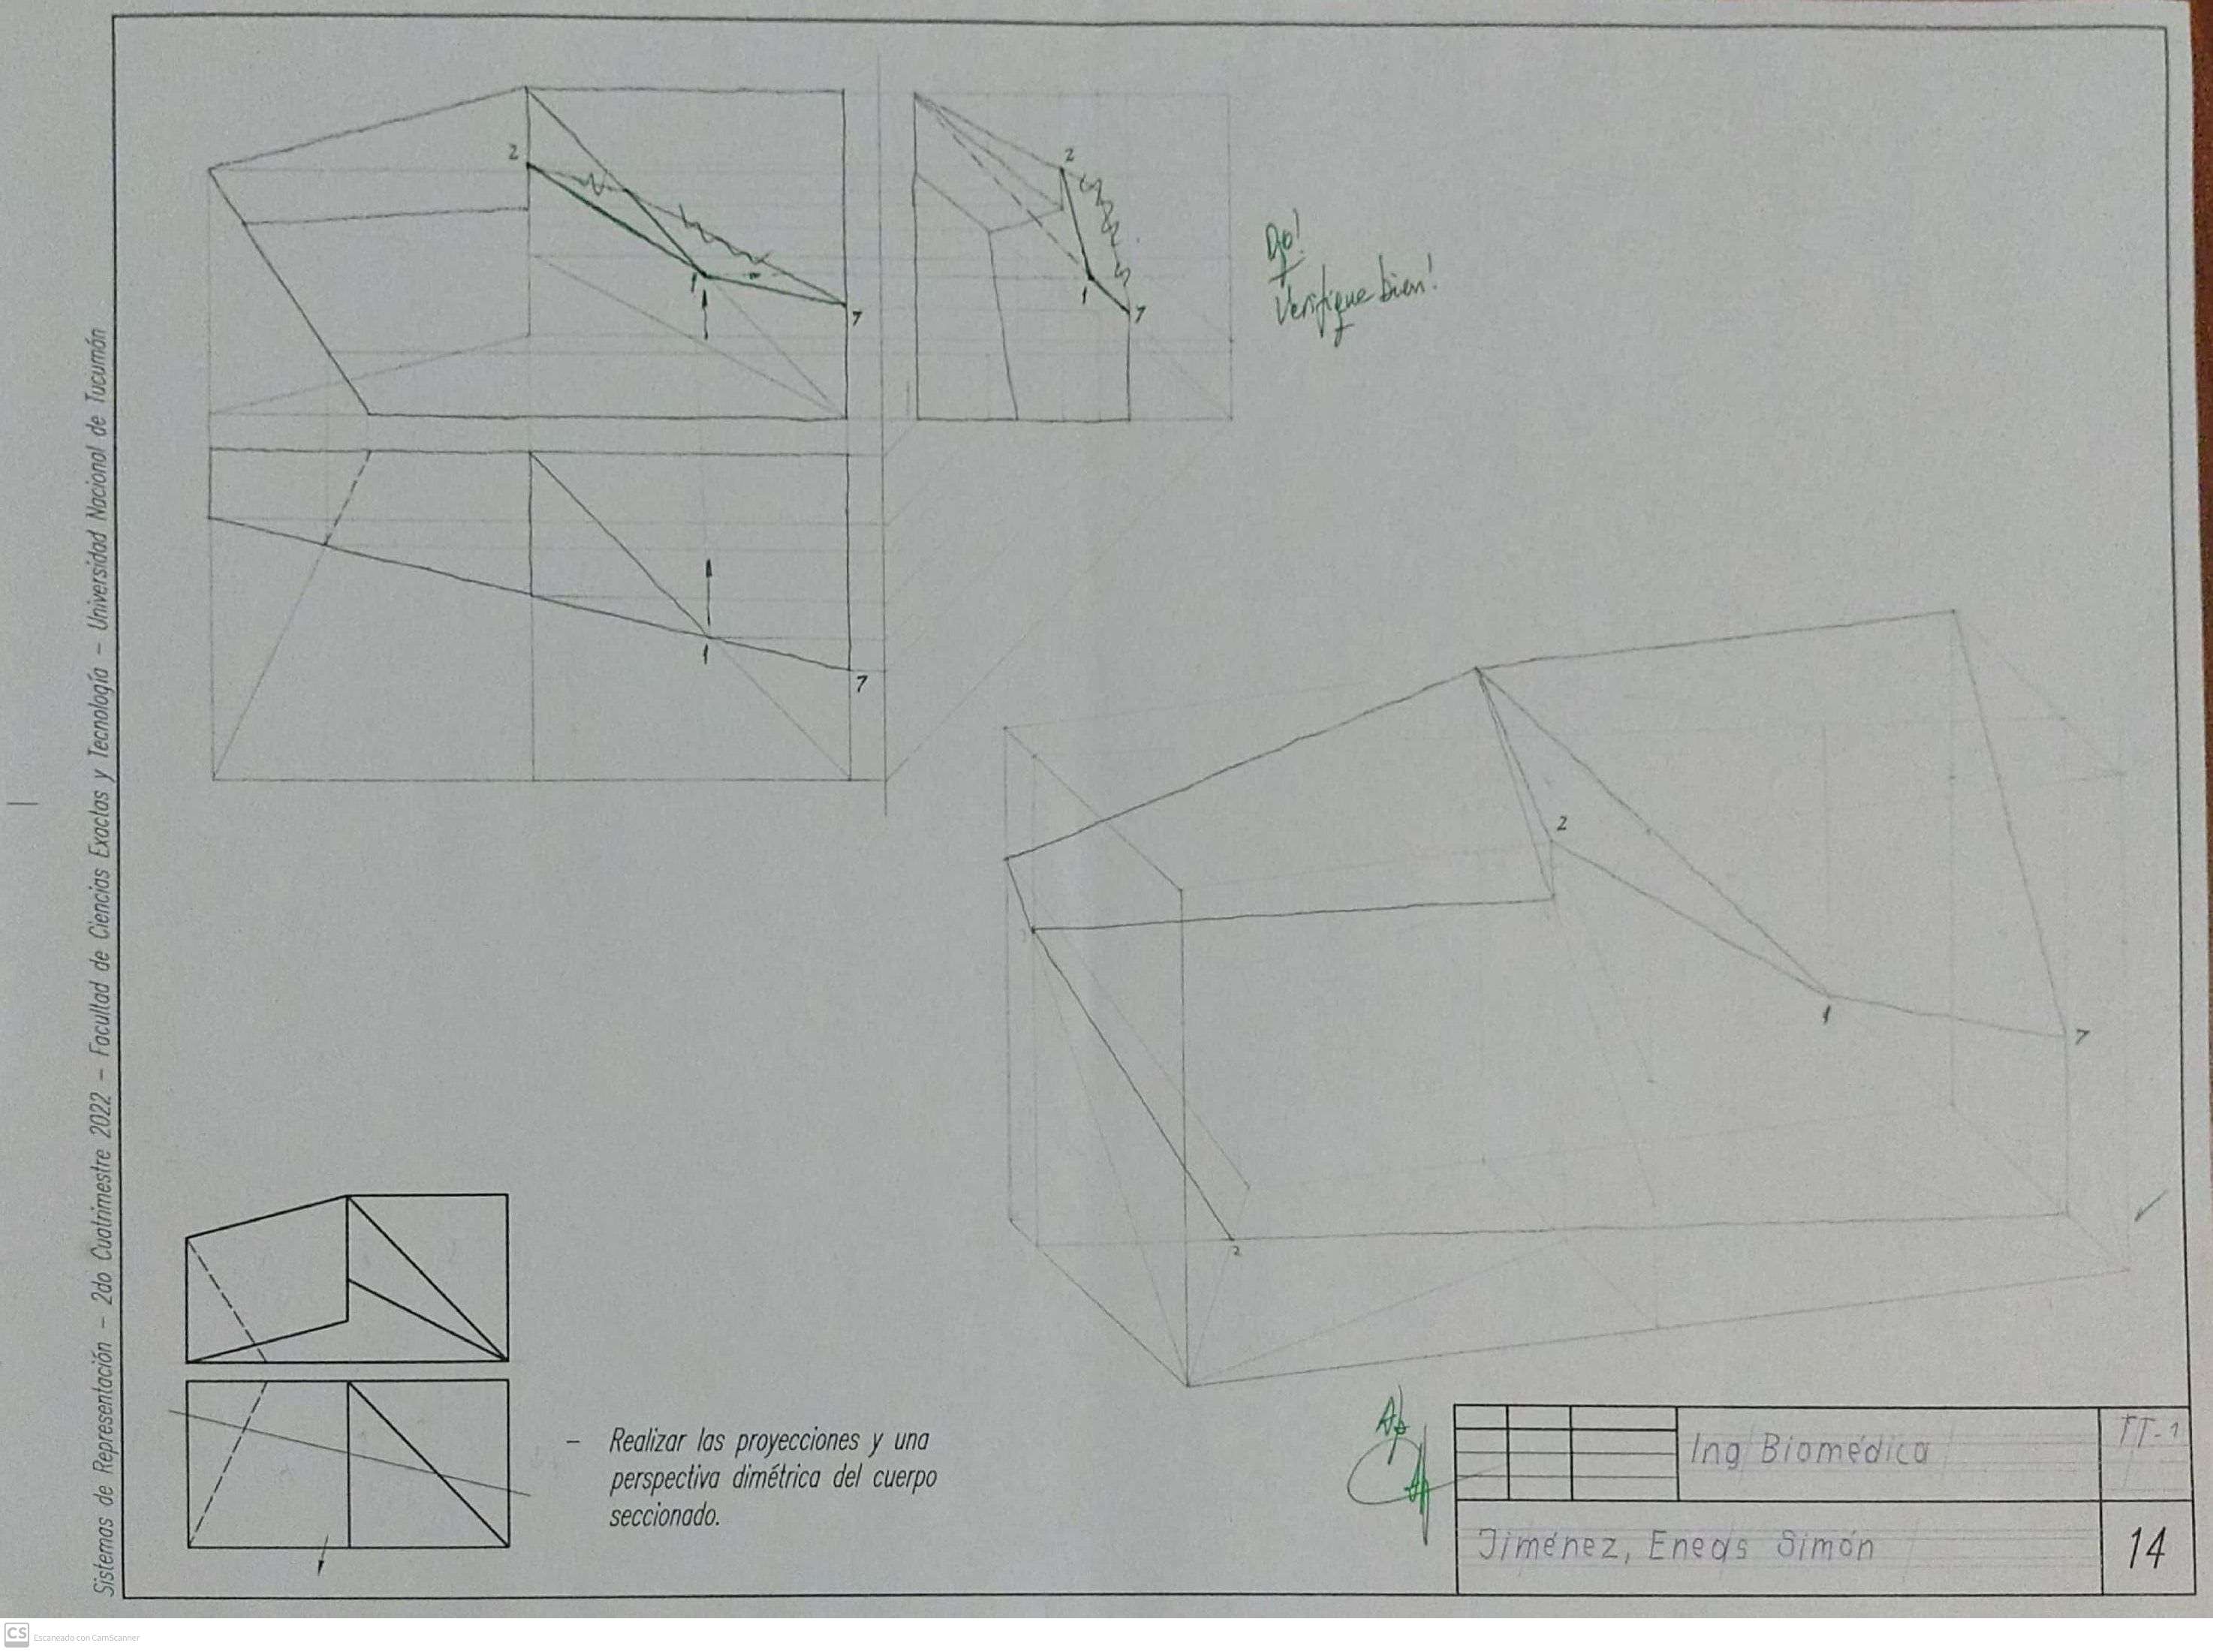 Sistemas de Representación – 2do Cuatrimestre 2022 – Facultad de Ciencias Exactas y Tecnología – Universidad Nacional de Tucumán
2
1
7
2
1
7
Verifique bien!
1
7
2
1
7
2
– Realizar las proyecciones y una
perspectiva dimétrica del cuerpo
seccionado.
Ap
Ing Biomédica
TT-1
Jiménez, Eneas Simón
14
CS Escaneado con CamScanner